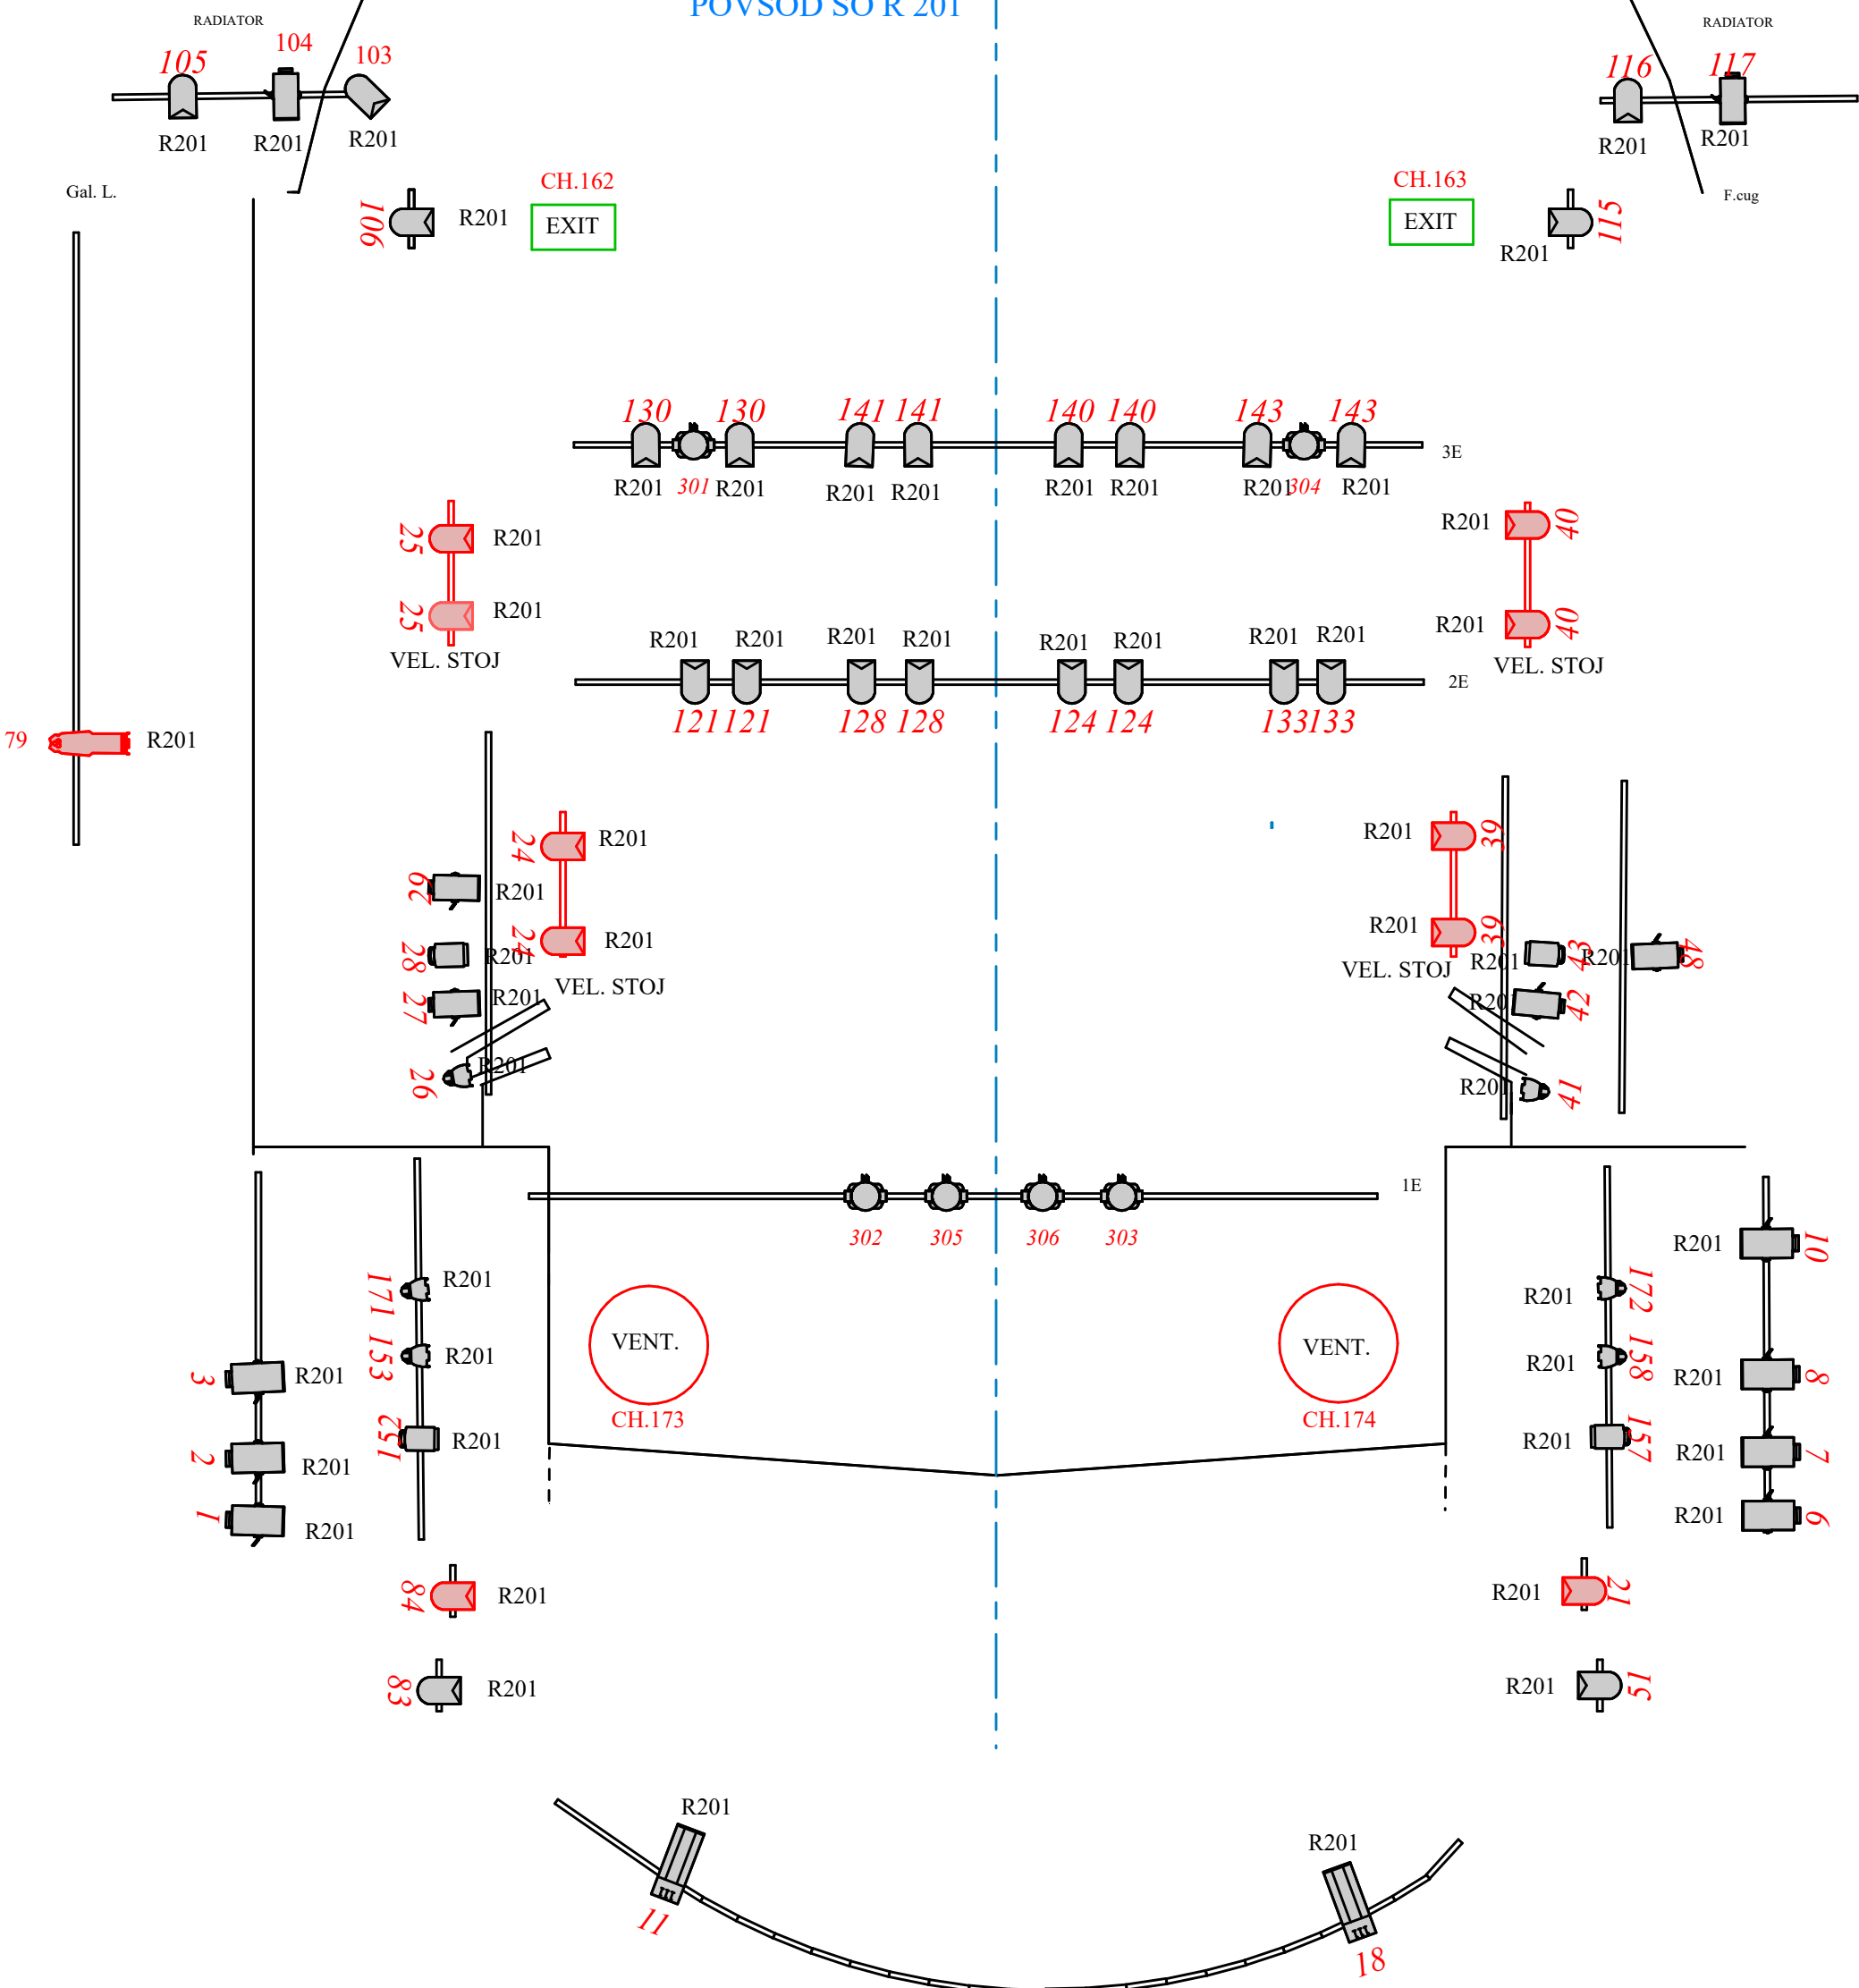 POVSOD SO R 201
RADIATOR
RADIATOR
105
104
103
116
117
R201
R201
R201
R201
R201
Gal. L.
F.cug
CH.162
CH.163
106
R201
EXIT
EXIT
R201
115
130
130
141
141
140
140
143
143
3E
R201
301
R201
R201
R201
R201
R201
R201
304
R201
25
R201
R201
40
25
R201
R201
40
VEL. STOJ
VEL. STOJ
R201
R201
R201
R201
R201
R201
R201
R201
2E
121
121
128
128
124
124
133
133
79
R201
24
R201
R201
39
29
R201
24
R201
R201
39
28
R201
R201
43
R201
48
VEL. STOJ
VEL. STOJ
27
R201
R201
42
26
R201
R201
41
1E
302
305
306
303
R201
10
171
R201
R201
172
153
R201
VENT.
VENT.
R201
158
3
R201
R201
8
CH.173
CH.174
251
R201
R201
157
2
R201
R201
7
1
R201
R201
6
84
R201
R201
21
83
R201
R201
15
R201
R201
11
18